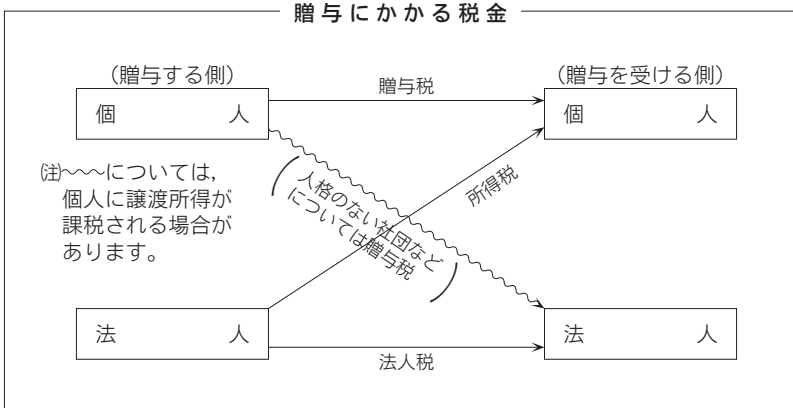 贈与にかかる税金
(贈与する側)
(贈与を受ける側)
贈与税
個人
個人
㊟〜〜〜については,
個人に譲渡所得が
課税される場合が
あります。
(人格のない社団など
については贈与税)
所得税
法人
法人
法人税